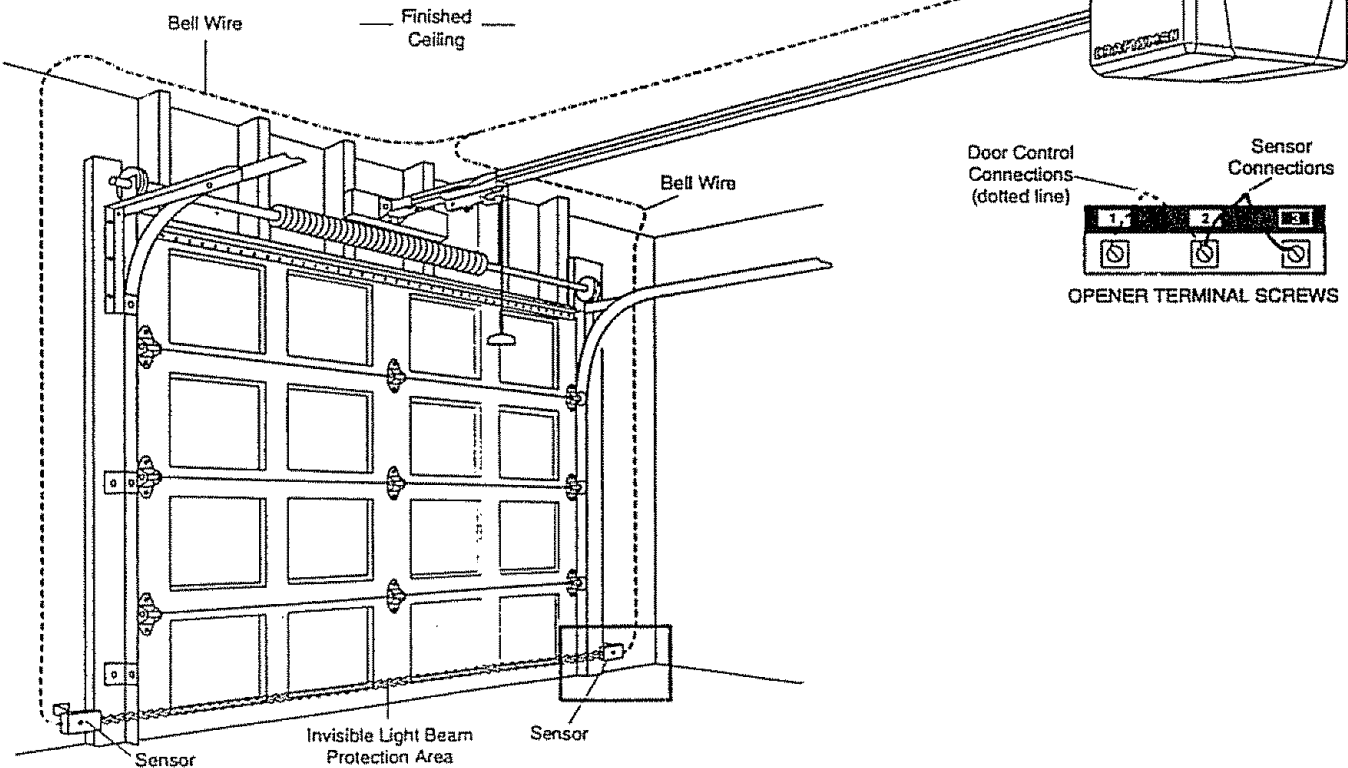 Bell Wire
Finished
Ceiling
CRAFTSMAN
Bell Wire
Door Control
Connections
(dotted line)
Sensor
Connections
1 2 3
OPENER TERMINAL SCREWS
Invisible Light Beam
Protection Area
Sensor
Sensor